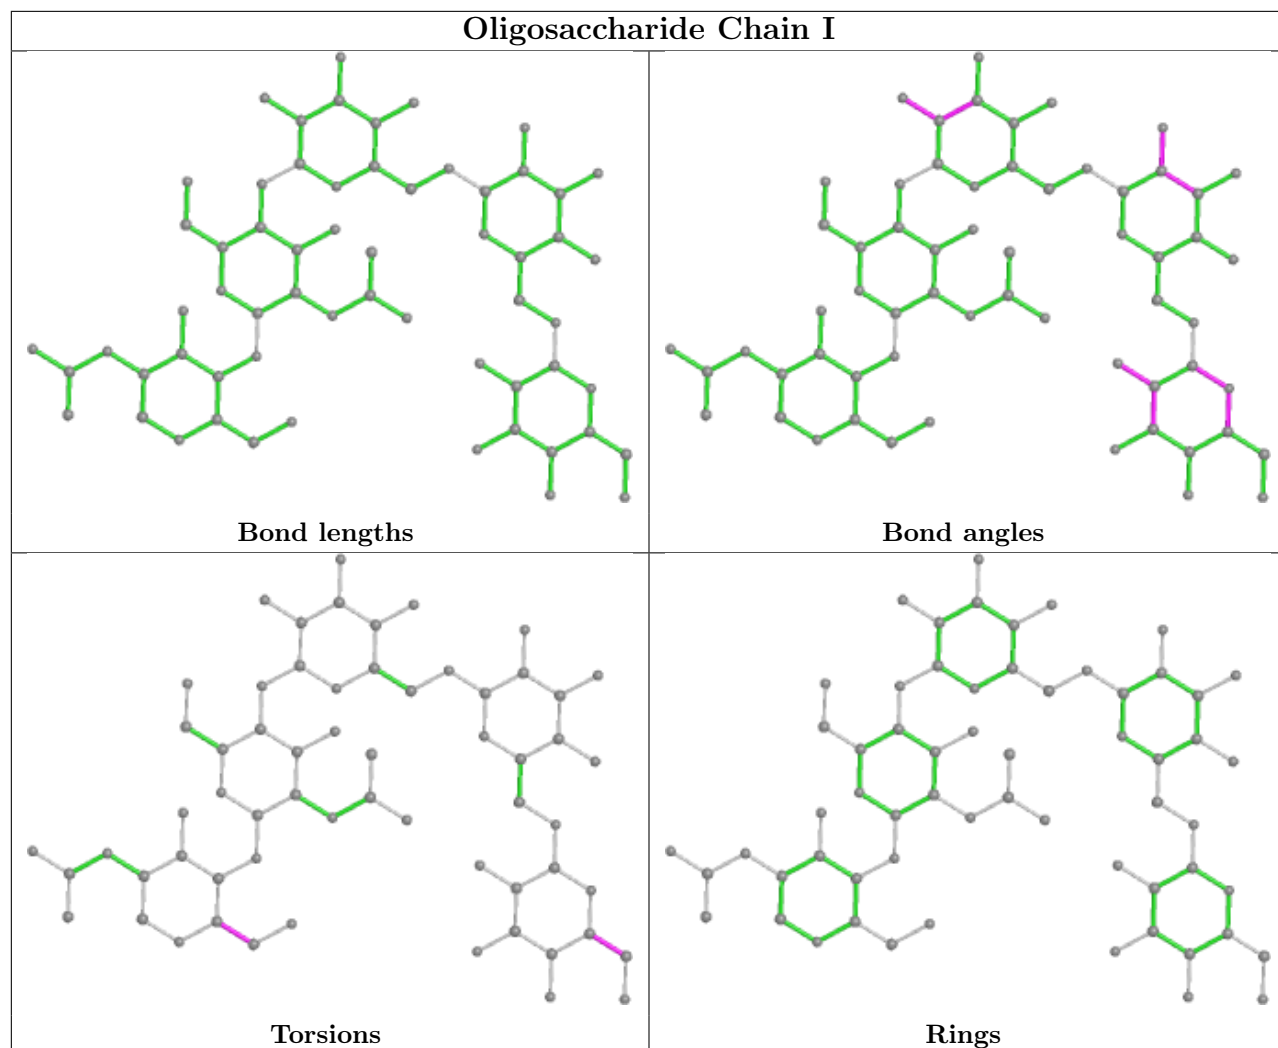 Oligosaccharide Chain I
Bond lengths
Bond angles
Torsions
Rings